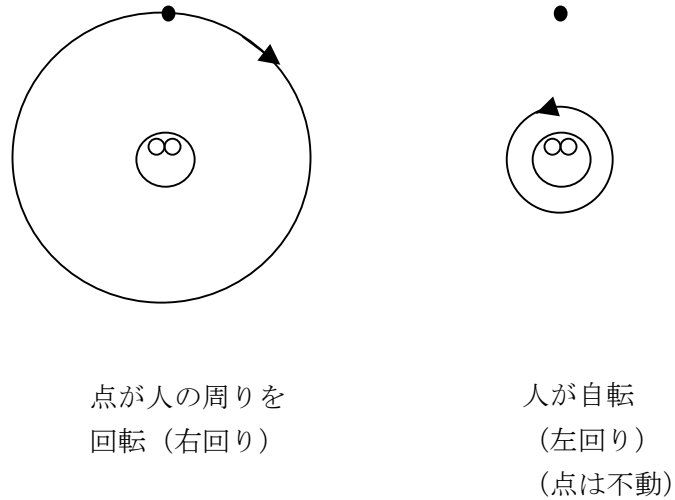 点が人の周りを
回転（右回り）
人が自転
（左回り）
（点は不動）